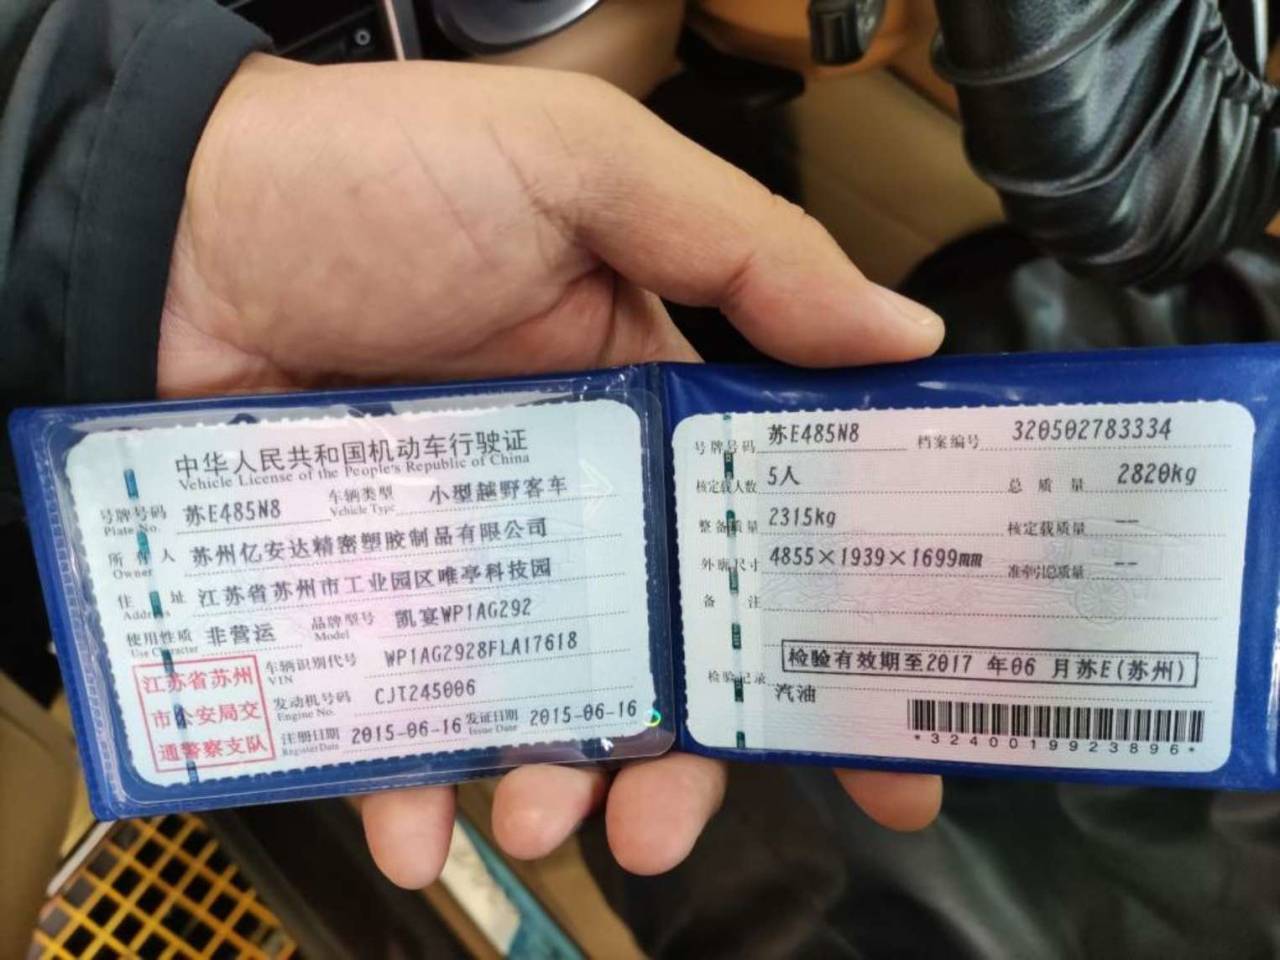 中华人民共和国机动车行驶证
Vehicle License of the People's Republic of China
号牌号码 苏E485N8 车辆类型 小型越野客车
Plate No. Vehicle Type
所有人 苏州亿安达精密塑胶制品有限公司
Owner
住址 江苏省苏州市工业园区唯亭科技园
Address
使用性质 非营运 品牌型号 凯宴WP1AG292
Use Character Model
车辆识别代号 WP1AG2928FLA17618
VIN
发动机号码 CJT245006
Engine No.
注册日期 2015-06-16 发证日期 2015-06-16
Register Date Issue Date
江苏省苏州
市公安局交
通警察支队
号牌号码 苏E485N8 档案编号 320502783334
核定载人数 5人 总质量 2820kg
整备质量 2315kg 核定载质量 --
外廓尺寸 4855×1939×1699mm 准牵引总质量 --
备注
检验有效期至2017 年06 月苏E(苏州)
检验记录
汽油
*3240019923896*